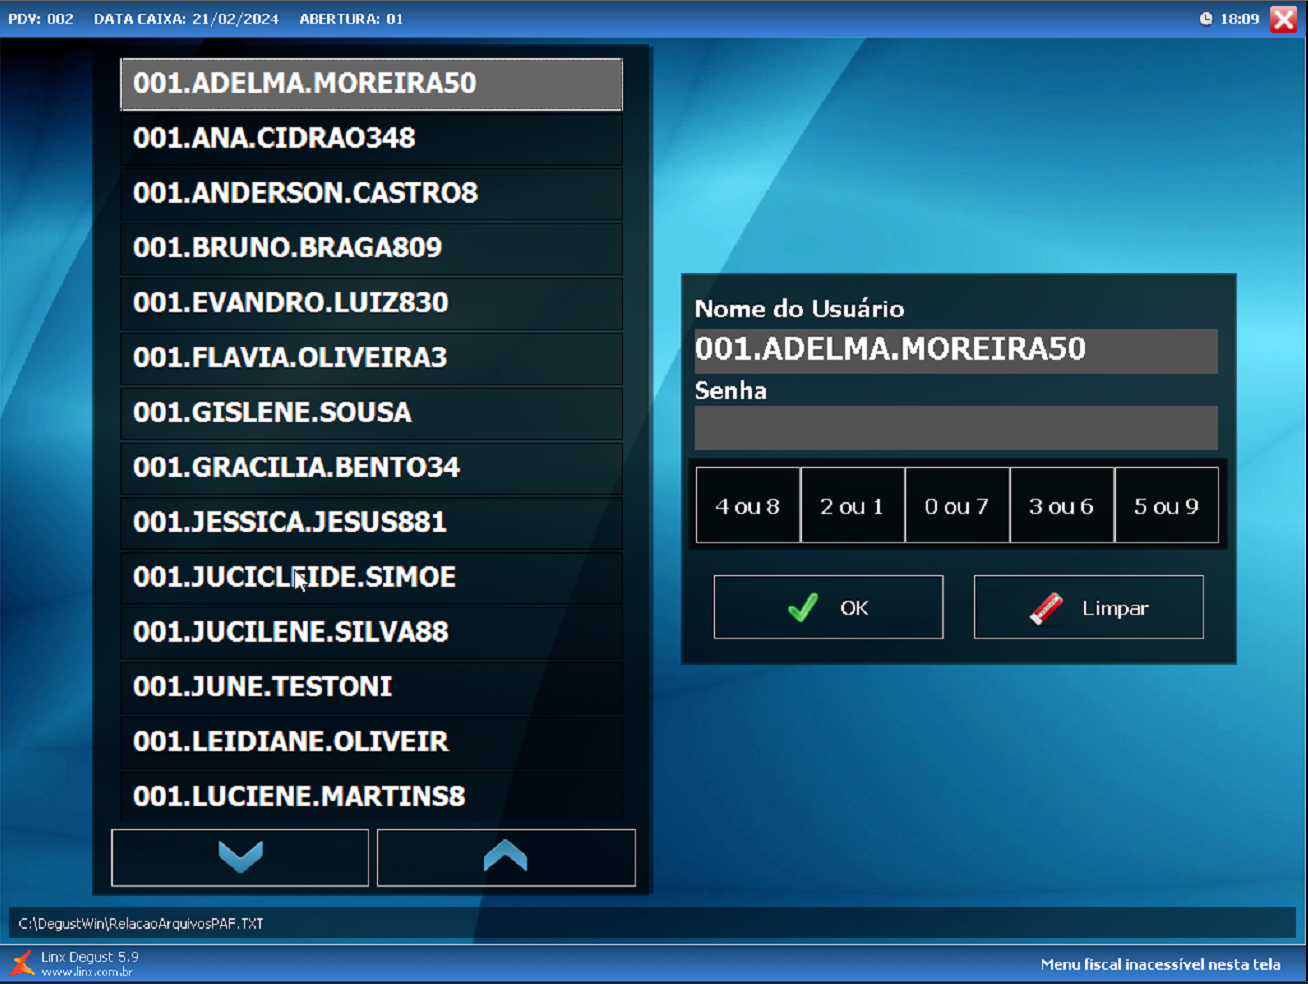 PDV: 002 DATA CAIXA: 21/02/2024 ABERTURA: 01 18:09
001.ADELMA.MOREIRA50
001.ANA.CIDRAO348
001.ANDERSON.CASTRO8
001.BRUNO.BRAGA809
001.EVANDRO.LUIZ830
001.FLAVIA.OLIVEIRA3
001.GISLENE.SOUSA
001.GRACILIA.BENTO34
001.JESSICA.JESUS881
001.JUCICLEIDE.SIMOE
001.JUCILENE.SILVA88
001.JUNE.TESTONI
001.LEIDIANE.OLIVEIR
001.LUCIENE.MARTINS8
Nome do Usuário
001.ADELMA.MOREIRA50
Senha
4 ou 8 2 ou 1 0 ou 7 3 ou 6 5 ou 9
OK Limpar
C:\DegustWin\RelacaoArquivosPAF.TXT
Linx Degust 5.9
www.linx.com.br
Menu fiscal inacessível nesta tela